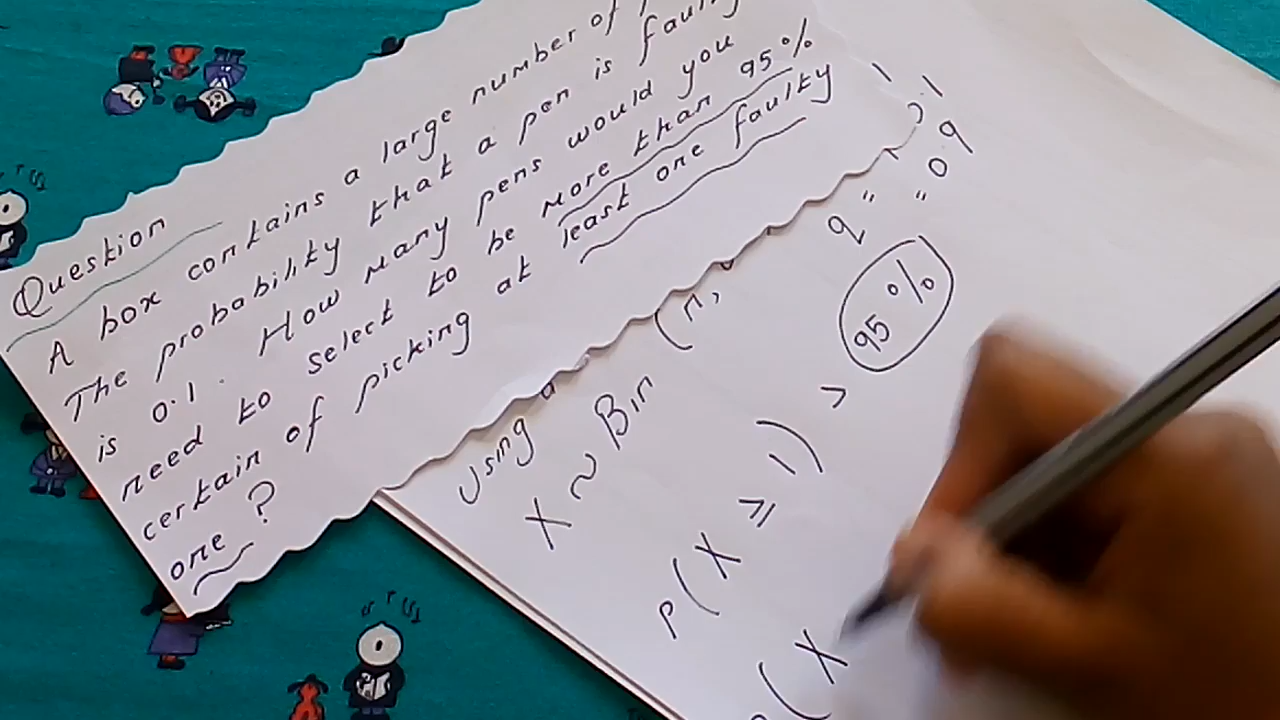 Question
A box contains a large number of
The probability that a pen is
is 0.1. How many pens would you
need to select to be more than 95%
certain of picking at least one faulty
one?
Using a
X ~ Bin (n,
q =
= 0.9
P(X ≥ 1) > 95%
(X